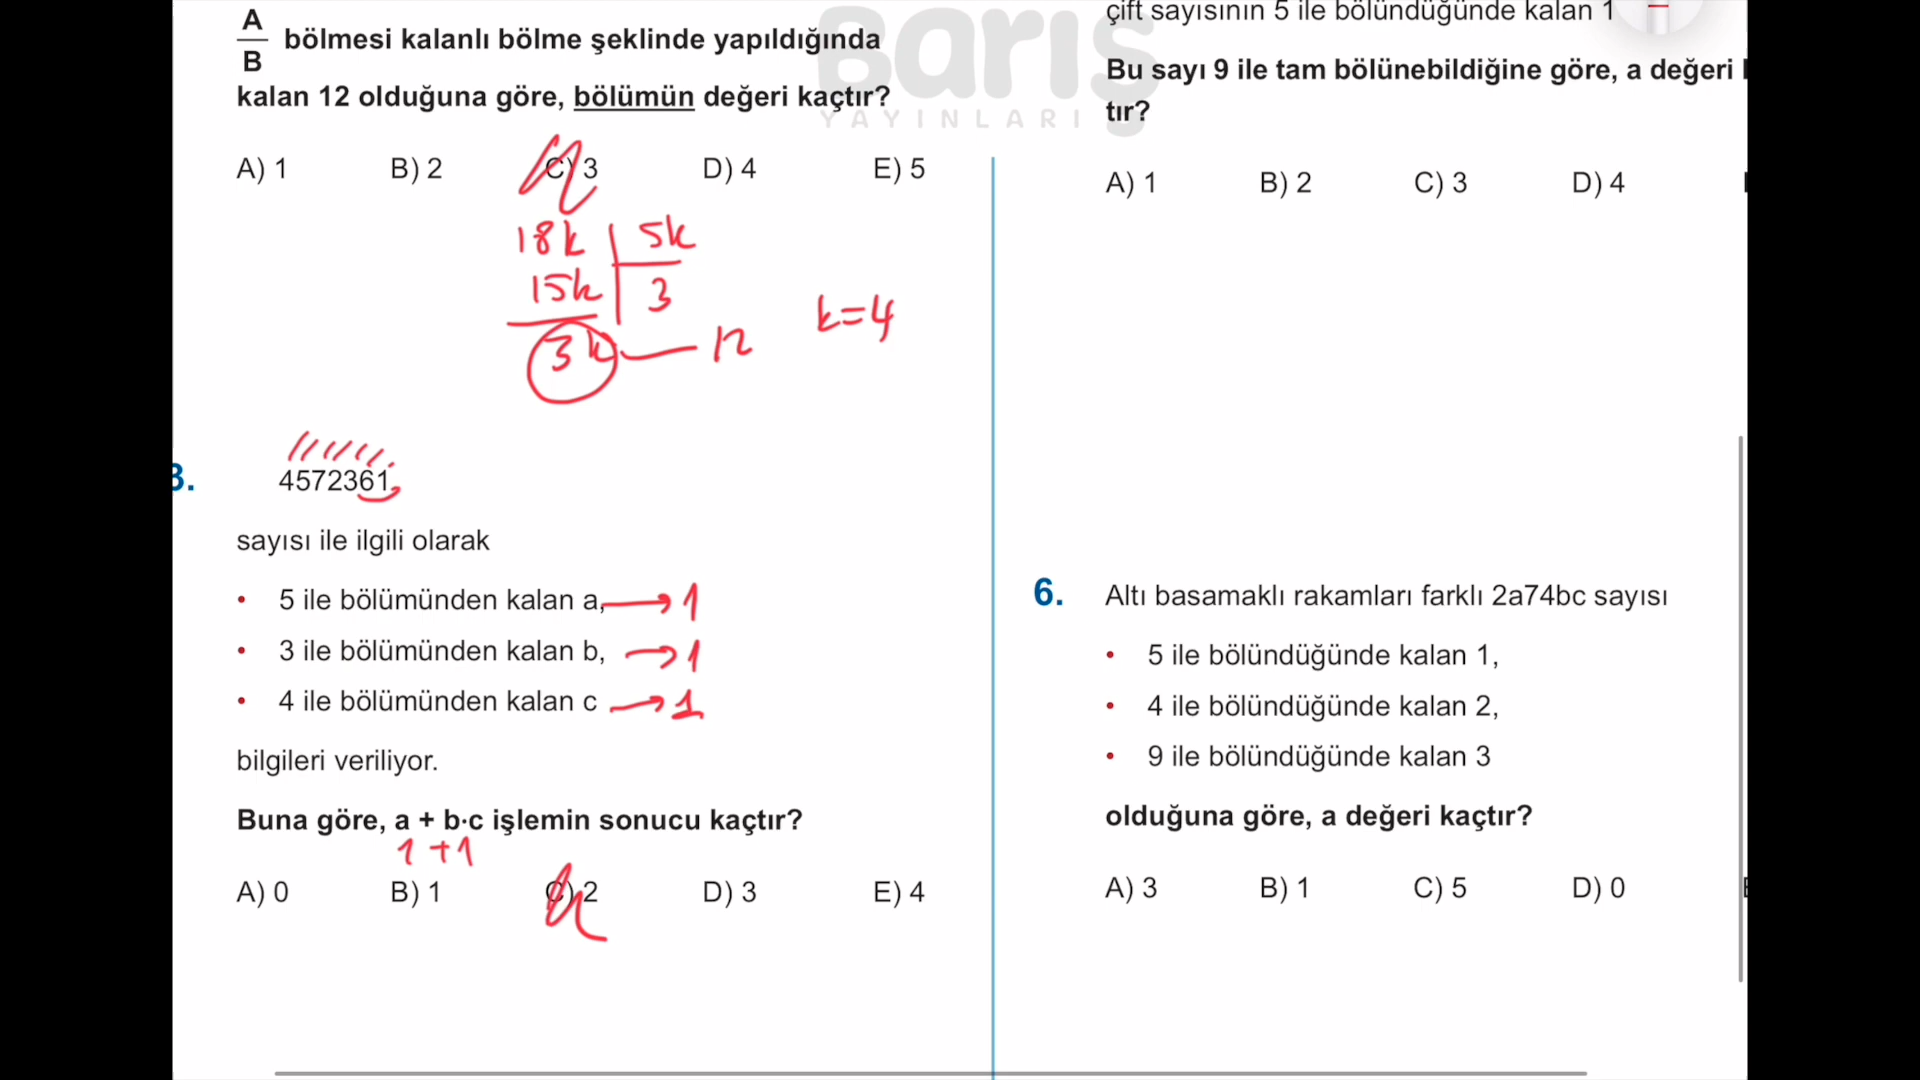 A
B
bölmesi kalanlı bölme şeklinde yapıldığında
kalan 12 olduğuna göre, bölümün değeri kaçtır?
A) 1 B) 2 C) 3 D) 4 E) 5
18k 5k
15k 3
3k 12
k=4
3.
4572361
sayısı ile ilgili olarak
• 5 ile bölümünden kalan a, → 1
• 3 ile bölümünden kalan b, → 1
• 4 ile bölümünden kalan c → 1
bilgileri veriliyor.
Buna göre, a + b·c işlemin sonucu kaçtır?
1 + 1
A) 0 B) 1 C) 2 D) 3 E) 4
barış
YAYINLARI
çift sayısının 5 ile bölündüğünde kalan 1
Bu sayı 9 ile tam bölünebildiğine göre, a değeri
tır?
A) 1 B) 2 C) 3 D) 4
6. Altı basamaklı rakamları farklı 2a74bc sayısı
• 5 ile bölündüğünde kalan 1,
• 4 ile bölündüğünde kalan 2,
• 9 ile bölündüğünde kalan 3
olduğuna göre, a değeri kaçtır?
A) 3 B) 1 C) 5 D) 0